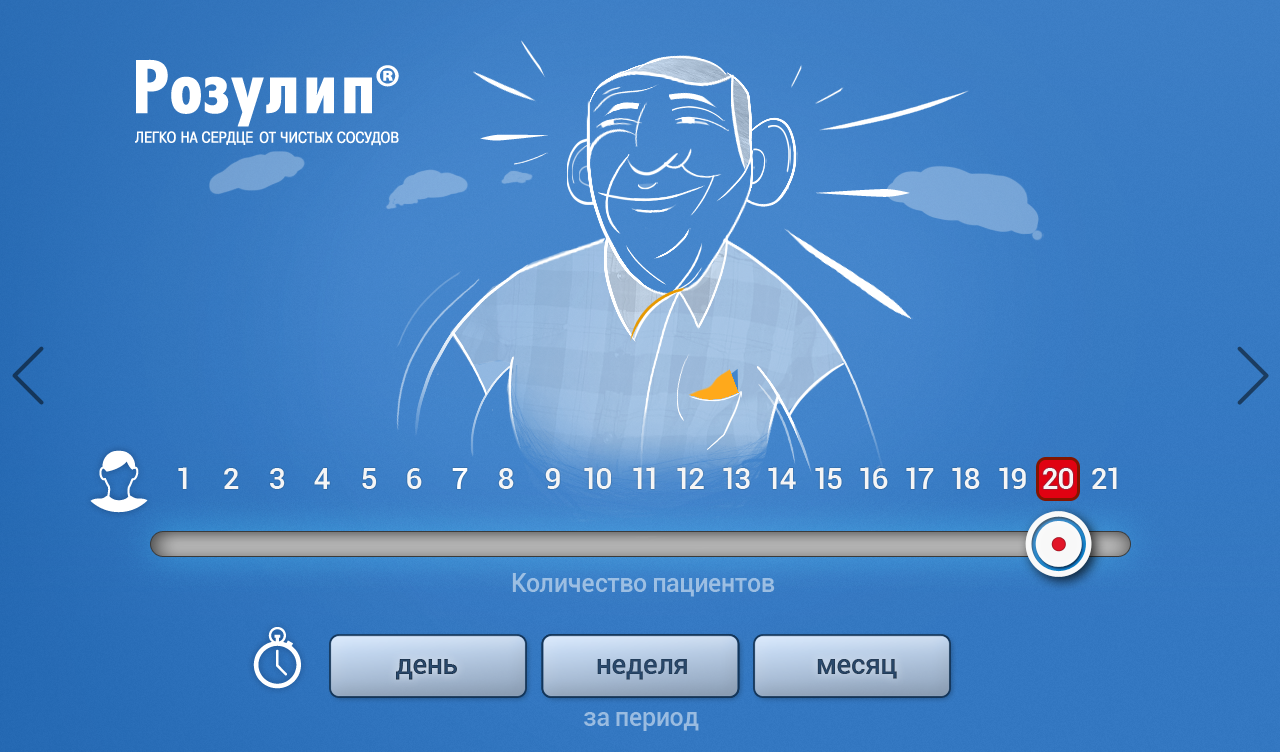 Розулип®
ЛЕГКО НА СЕРДЦЕ ОТ ЧИСТЫХ СОСУДОВ
1 2 3 4 5 6 7 8 9 10 11 12 13 14 15 16 17 18 19 20 21
Количество пациентов
день неделя месяц
за период